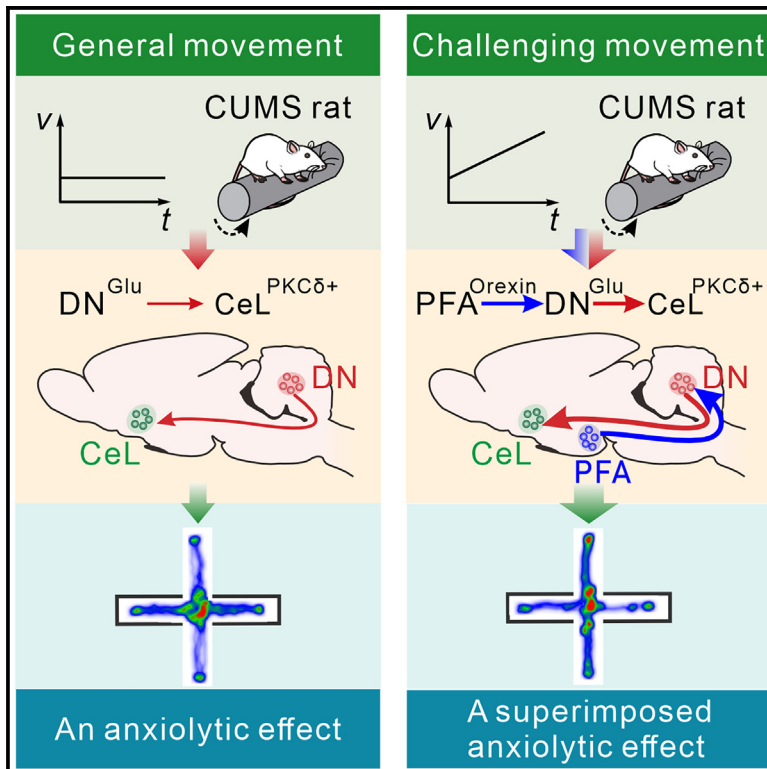 General movement
CUMS rat
v
t
DN^Glu → CeL^PKCδ+
DN
CeL
An anxiolytic effect
Challenging movement
CUMS rat
v
t
PFA^Orexin → DN^Glu → CeL^PKCδ+
DN
CeL
PFA
A superimposed
anxiolytic effect